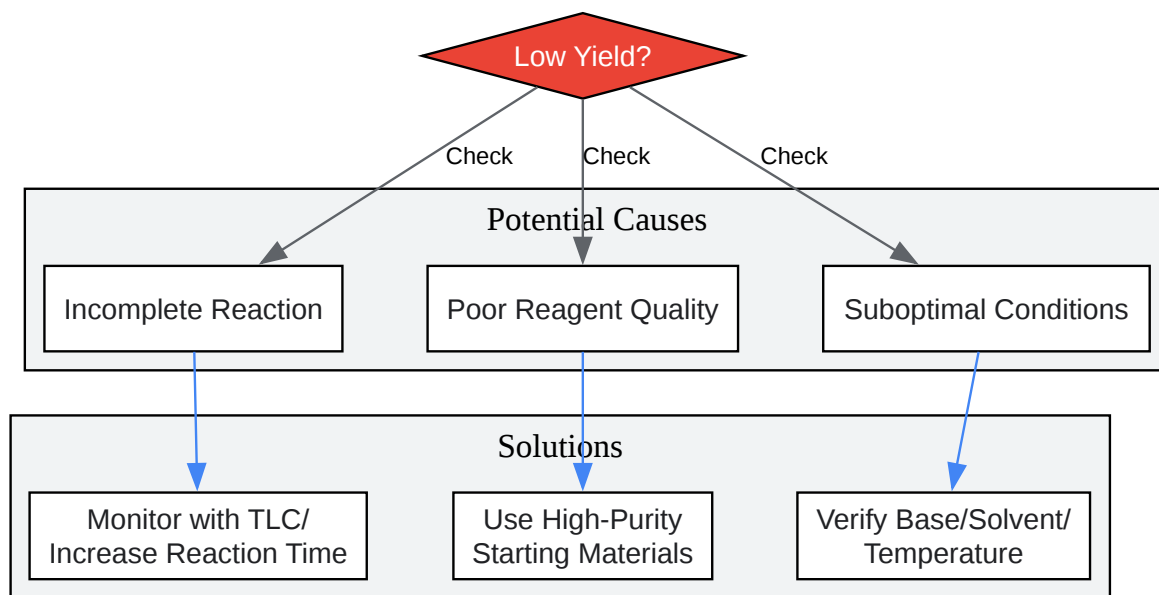 Low Yield?
Check
Check
Check
Potential Causes
Incomplete Reaction
Poor Reagent Quality
Suboptimal Conditions
Solutions
Monitor with TLC/
Increase Reaction Time
Use High-Purity
Starting Materials
Verify Base/Solvent/
Temperature